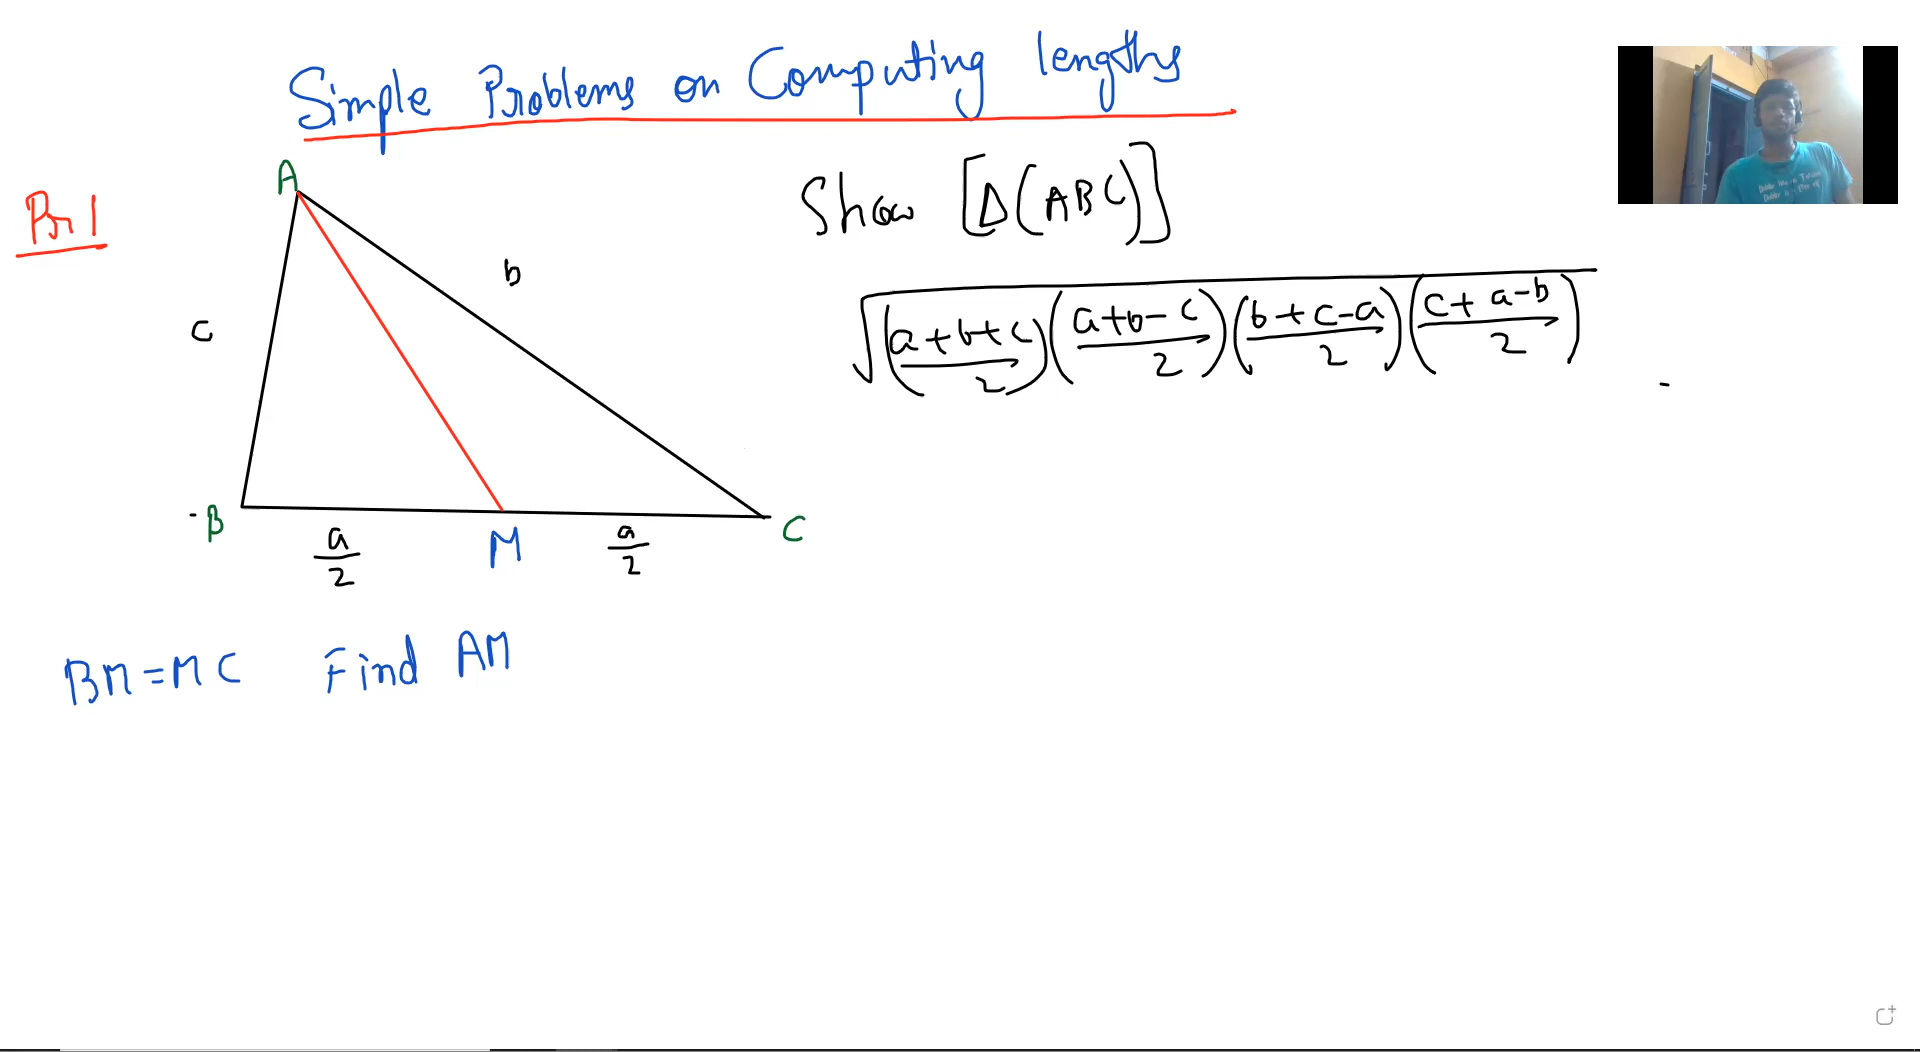 Simple Problems on Computing lengths
Pr 1
A
b
c
B
a/2
M
a/2
C
BM=MC Find AM
Show [Δ(ABC)]
√((a+b+c)/2)((a+b-c)/2)((b+c-a)/2)((c+a-b)/2)